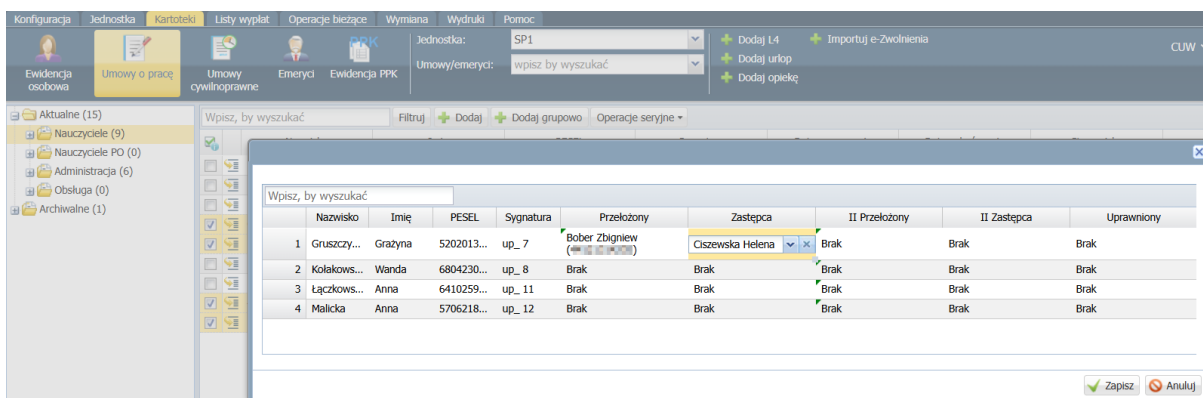 Konfiguracja Jednostka Kartoteki Listy wypłat Operacje bieżące Wymiana Wydruki Pomoc
Jednostka: SP1
Umowy/emeryci: wpisz by wyszukać
Dodaj L4 Importuj e-Zwolnienia
Dodaj urlop
Dodaj opiekę
CUW
Ewidencja osobowa
Umowy o pracę
Umowy cywilnoprawne
Emeryci
Ewidencja PPK
Aktualne (15)
Nauczyciele (9)
Nauczyciele PO (0)
Administracja (6)
Obsługa (0)
Archiwalne (1)
Wpisz, by wyszukać Filtruj Dodaj Dodaj grupowo Operacje seryjne
Wpisz, by wyszukać
Nazwisko Imię PESEL Sygnatura Przełożony Zastępca II Przełożony II Zastępca Uprawniony
1 Gruszczy... Grażyna 5202013... up_ 7 Bober Zbigniew Ciszewska Helena Brak Brak Brak
2 Kołakows... Wanda 6804230... up_ 8 Brak Brak Brak Brak Brak
3 Łączkows... Anna 6410259... up_ 11 Brak Brak Brak Brak Brak
4 Malicka Anna 5706218... up_ 12 Brak Brak Brak Brak Brak
Zapisz Anuluj